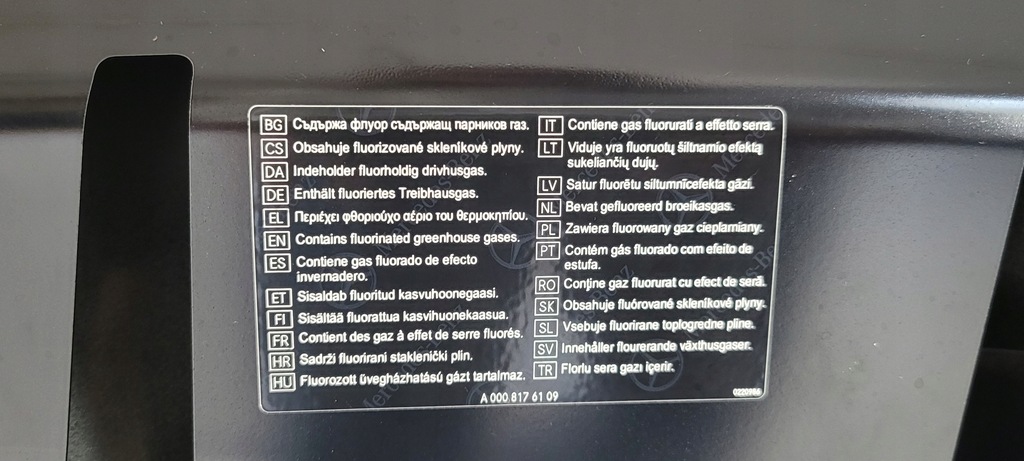 BG Съдържа флуор съдържащ парников газ.
CS Obsahuje fluorizované skleníkové plyny.
DA Indeholder fluorholdig drivhusgas.
DE Enthält fluoriertes Treibhausgas.
EL Περιέχει φθοριούχο αέριο του θερμοκηπίου.
EN Contains fluorinated greenhouse gases.
ES Contiene gas fluorado de efecto
invernadero.
ET Sisaldab fluoritud kasvuhoonegaasi.
FI Sisältää fluorattua kasvihuonekaasua.
FR Contient des gaz à effet de serre fluorés.
HR Sadrži fluorirani staklenički plin.
HU Fluorozott üvegházhatású gázt tartalmaz.
IT Contiene gas fluorurati a effetto serra.
LT Viduje yra fluoruotų šiltnamio efektą
sukeliančių dujų.
LV Satur fluorētu siltumnīcefekta gāzi.
NL Bevat gefluoreerd broeikasgas.
PL Zawiera fluorowany gaz cieplarniany.
PT Contém gás fluorado com efeito de
estufa.
RO Conţine gaz fluorurat cu efect de seră.
SK Obsahuje fluórované skleníkové plyny.
SL Vsebuje fluorirane toplogredne pline.
SV Innehåller flourerande växthusgaser.
TR Florlu sera gazı içerir.
A 000 817 61 09
Mercedes-Benz